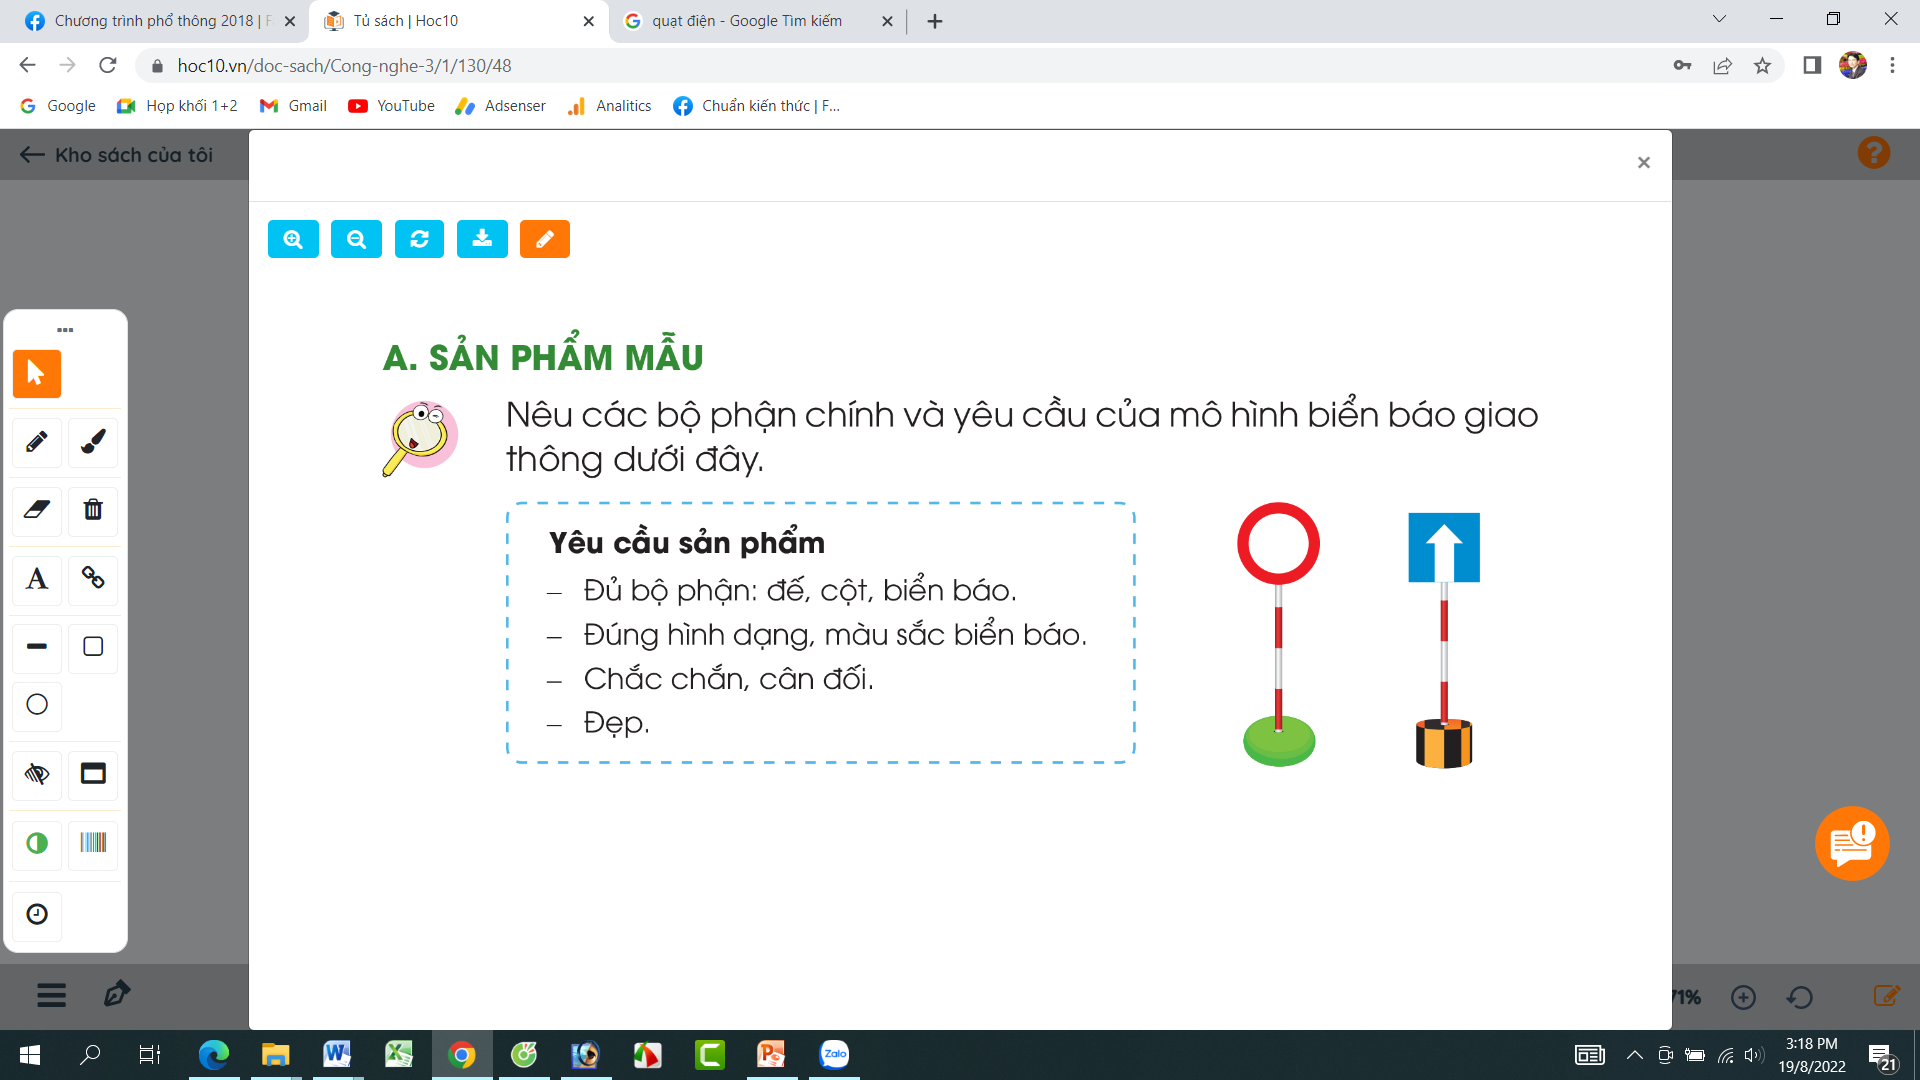 Chương trình phổ thông 2018 | F
Tủ sách | Hoc10
quạt điện - Google Tìm kiếm
hoc10.vn/doc-sach/Cong-nghe-3/1/130/48
Google
Họp khối 1+2
Gmail
YouTube
Adsenser
Analitics
Chuẩn kiến thức | F...
Kho sách của tôi
A. SẢN PHẨM MẪU
Nêu các bộ phận chính và yêu cầu của mô hình biển báo giao
thông dưới đây.
Yêu cầu sản phẩm
– Đủ bộ phận: đế, cột, biển báo.
– Đúng hình dạng, màu sắc biển báo.
– Chắc chắn, cân đối.
– Đẹp.
71%
Zalo
3:18 PM
19/8/2022
21